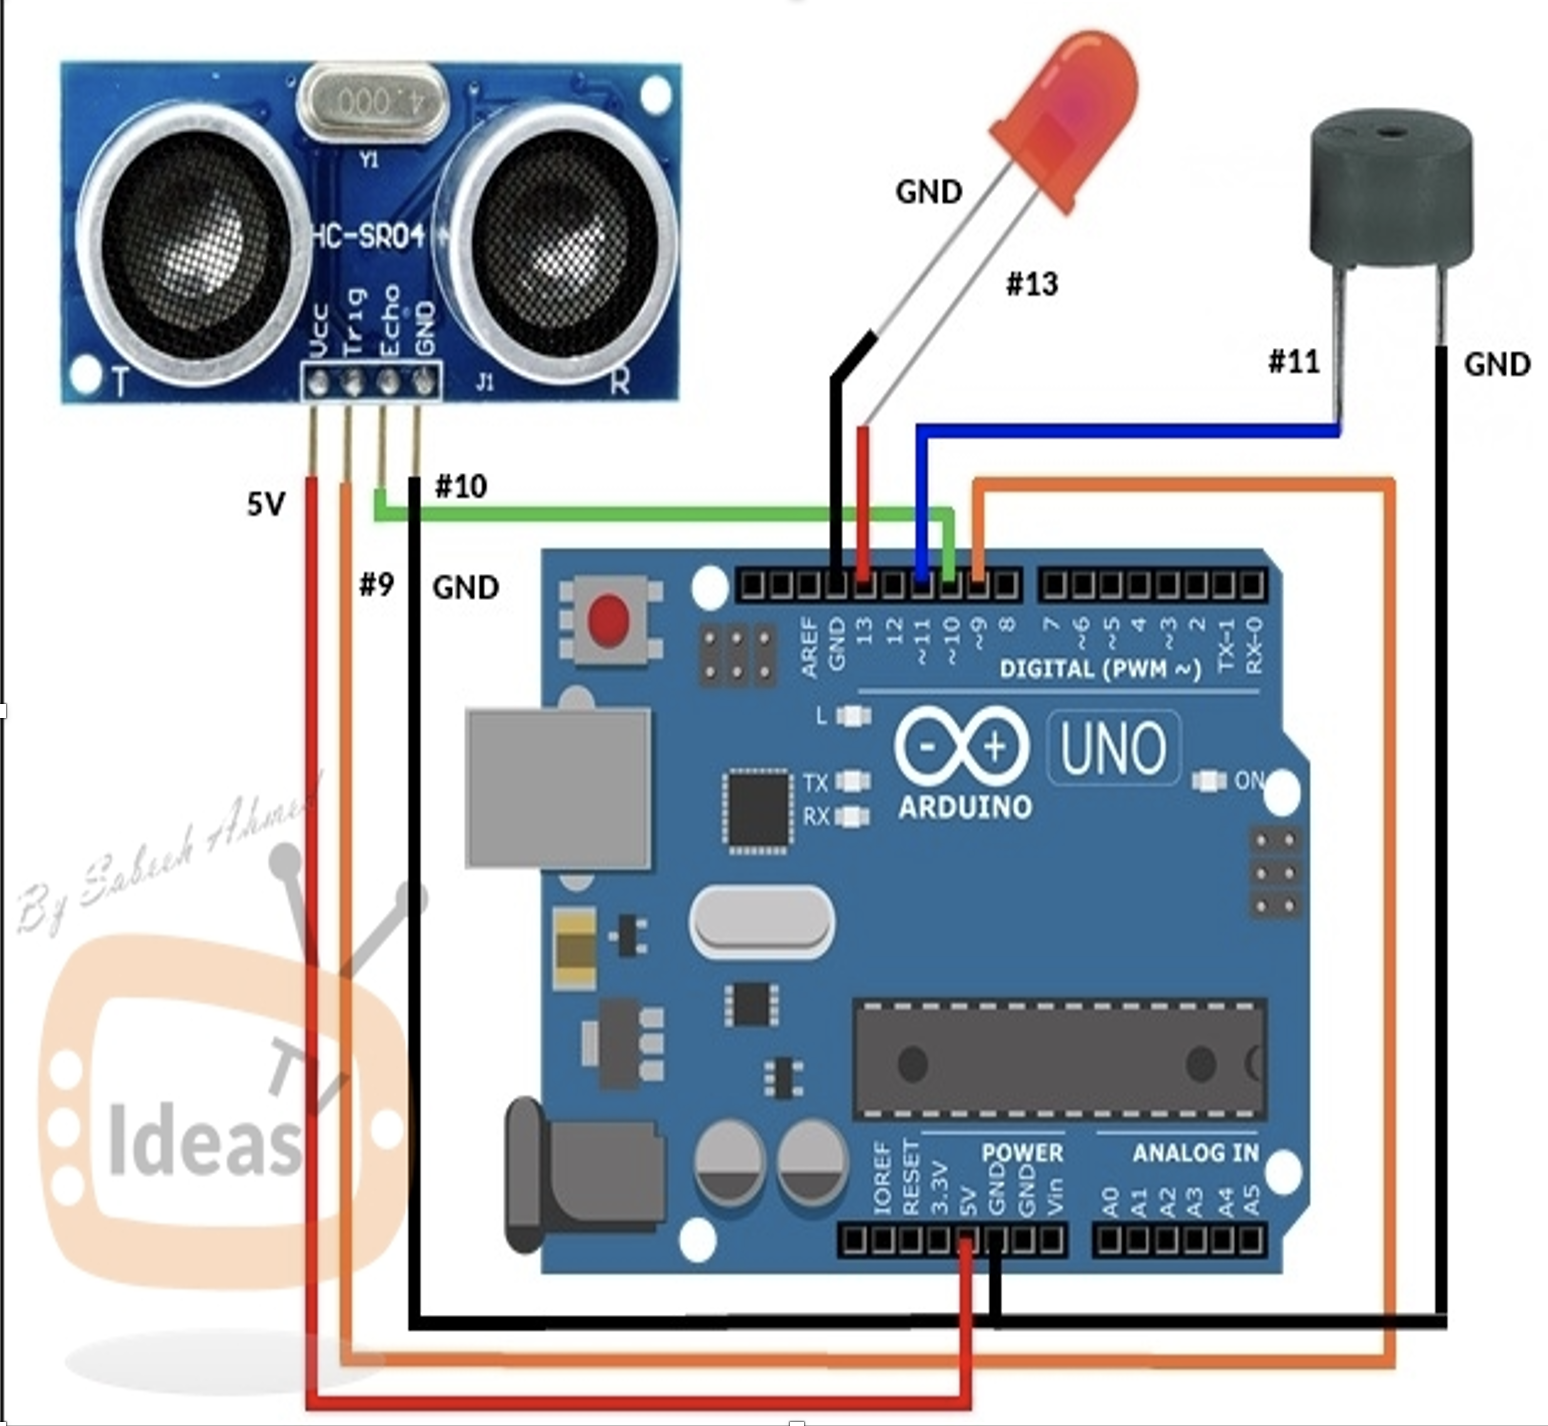 4.000
Y1
HC-SR04
Vcc
Trig
Echo
GND
T
J1
R
GND
#13
#11
GND
5V
#10
#9
GND
AREF
GND
13
12
~11
~10
~9
8
7
~6
~5
4
~3
2
TX-1
RX-0
DIGITAL (PWM ~)
L
TX
RX
- +
UNO
ARDUINO
ON
By Sabeeh Ahmed
TV
Ideas
POWER
ANALOG IN
IOREF
RESET
3.3V
5V
GND
GND
Vin
A0
A1
A2
A3
A4
A5